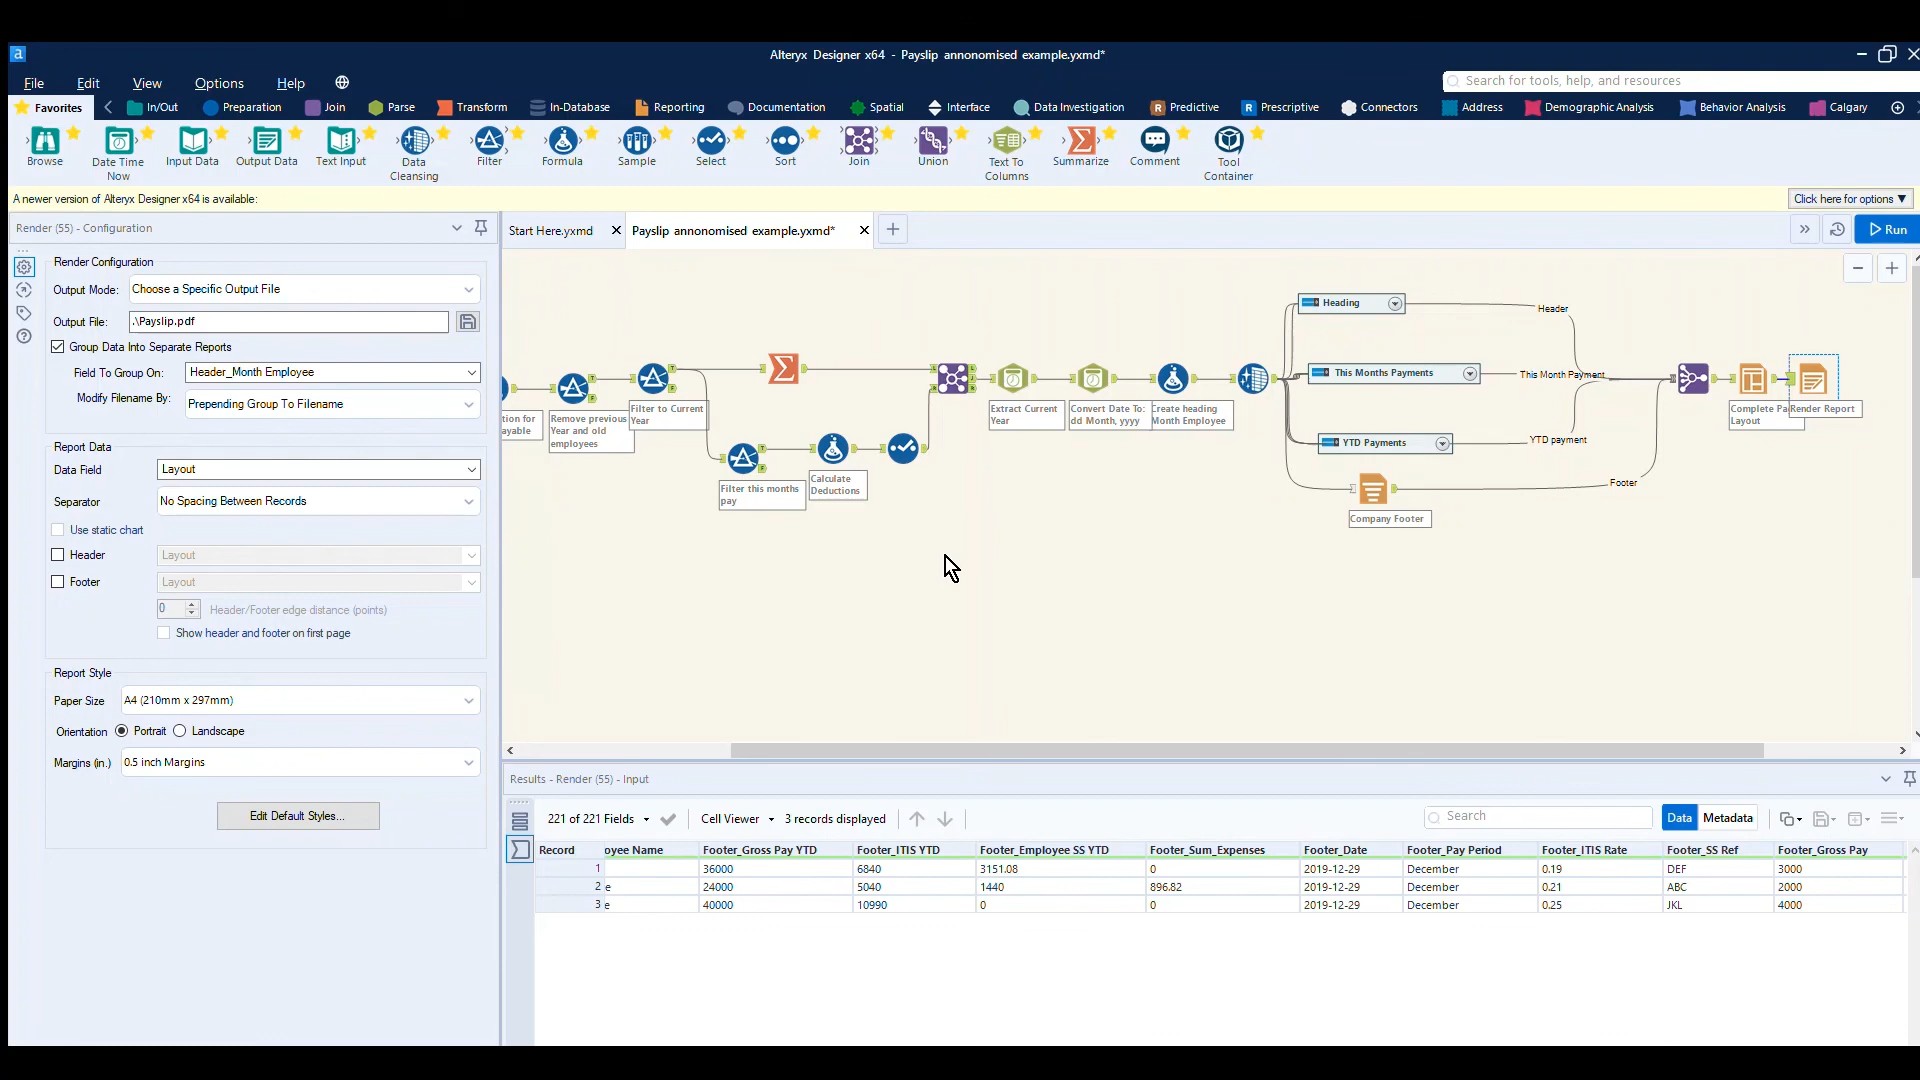 a
Alteryx Designer x64 - Payslip annonomised example.yxmd*
File Edit View Options Help
Search for tools, help, and resources
Favorites In/Out Preparation Join Parse Transform In-Database Reporting Documentation Spatial Interface Data Investigation Predictive Prescriptive Connectors Address Demographic Analysis Behavior Analysis Calgary
Browse Date Time Now Input Data Output Data Text Input Data Cleansing Filter Formula Sample Select Sort Join Union Text To Columns Summarize Comment Tool Container
A newer version of Alteryx Designer x64 is available:
Click here for options ▼
Render (55) - Configuration
Start Here.yxmd
Payslip annonomised example.yxmd*
Run
Render Configuration
Output Mode: Choose a Specific Output File
Output File: .\Payslip.pdf
Group Data Into Separate Reports
Field To Group On: Header_Month Employee
Modify Filename By: Prepending Group To Filename
Report Data
Data Field Layout
Separator No Spacing Between Records
Use static chart
Header Layout
Footer Layout
0 Header/Footer edge distance (points)
Show header and footer on first page
Report Style
Paper Size A4 (210mm x 297mm)
Orientation Portrait Landscape
Margins (in.) 0.5 inch Margins
Edit Default Styles...
tion for
ayable
Remove previous
Year and old
employees
Filter to Current
Year
Filter this months
pay
Calculate
Deductions
Extract Current
Year
Convert Date To:
dd Month, yyyy
Create heading
Month Employee
Heading
This Months Payments
YTD Payments
Company Footer
Header
This Month Payment
YTD payment
Footer
Complete Pa
Layout
Render Report
Results - Render (55) - Input
221 of 221 Fields Cell Viewer 3 records displayed
Search
Data Metadata
Record oyee Name Footer_Gross Pay YTD Footer_ITIS YTD Footer_Employee SS YTD Footer_Sum_Expenses Footer_Date Footer_Pay Period Footer_ITIS Rate Footer_SS Ref Footer_Gross Pay
1 36000 6840 3151.08 0 2019-12-29 December 0.19 DEF 3000
2 e 24000 5040 1440 896.82 2019-12-29 December 0.21 ABC 2000
3 e 40000 10990 0 0 2019-12-29 December 0.25 JKL 4000